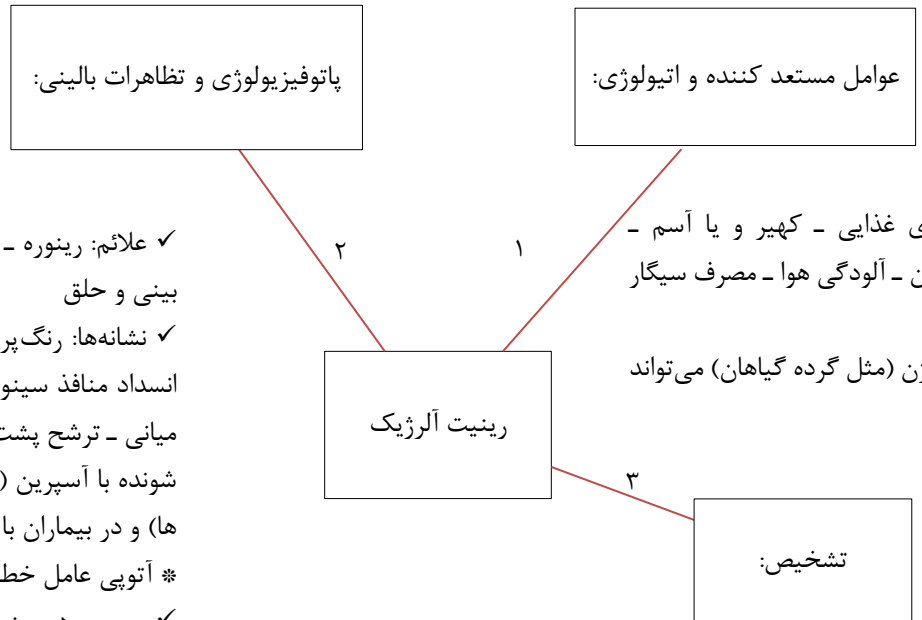 عوامل مستعد کننده و اتیولوژی:
پاتوفیزیولوژی و تظاهرات بالینی:
غذایی ـ کهیر و یا آسم ـ
ـ آلودگی هوا ـ مصرف سیگار
(مثل گرده گیاهان) می‌تواند
۱
۲
✓ علائم: رینوره ـ
بینی و حلق
✓ نشانه‌ها: رنگ‌پر
انسداد منافذ سینو
میانی ـ ترشح پشت
شونده با آسپرین (
ها) و در بیماران با
* آتوپی عامل خط
رینیت آلرژیک
۳
تشخیص: